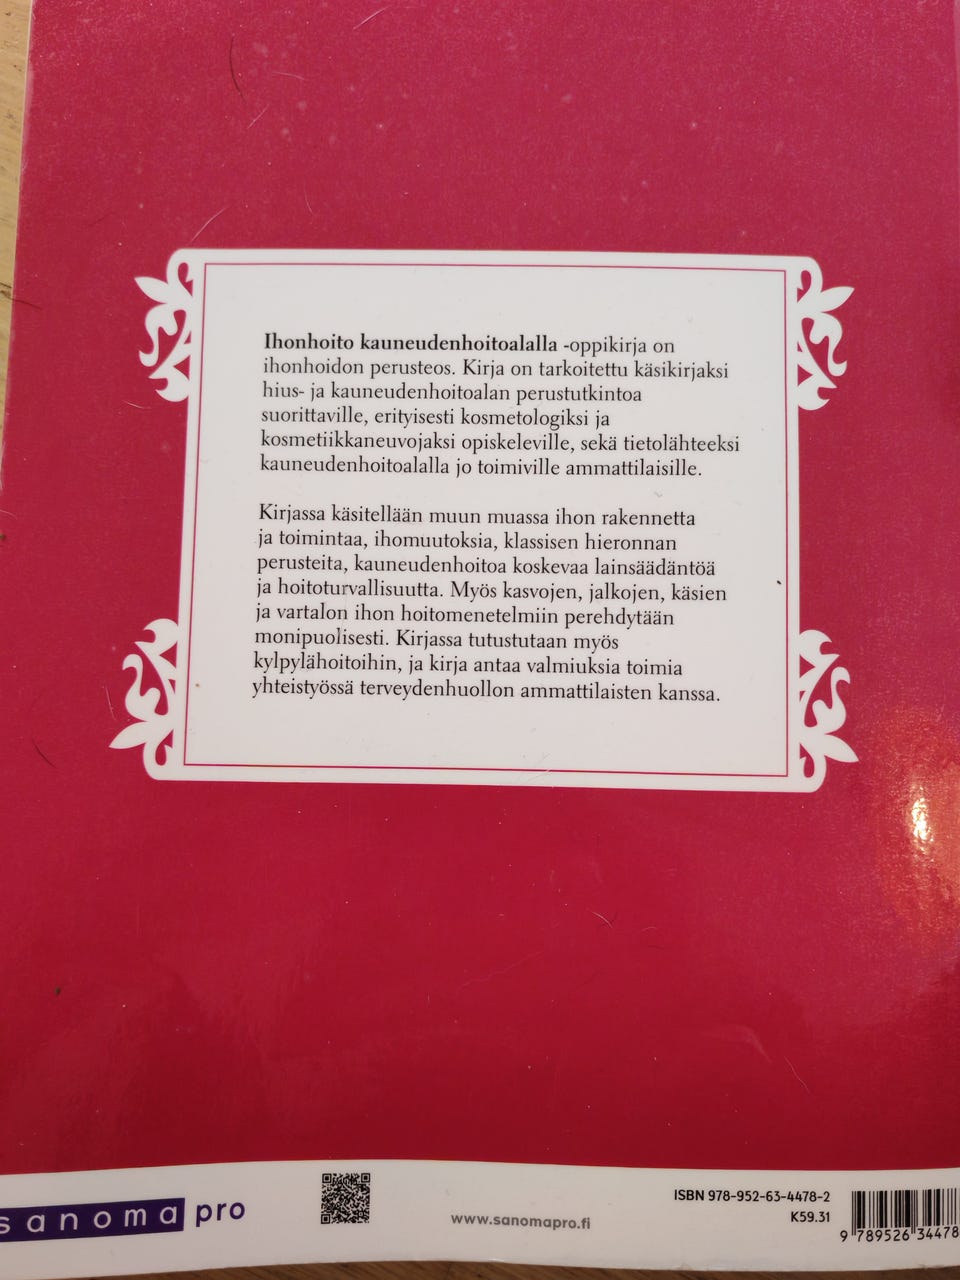 Ihonhoito kauneudenhoitoalalla -oppikirja on
ihonhoidon perusteos. Kirja on tarkoitettu käsikirjaksi
hius- ja kauneudenhoitoalan perustutkintoa
suorittaville, erityisesti kosmetologiksi ja
kosmetiikkaneuvojaksi opiskeleville, sekä tietolähteeksi
kauneudenhoitoalalla jo toimiville ammattilaisille.
Kirjassa käsitellään muun muassa ihon rakennetta
ja toimintaa, ihomuutoksia, klassisen hieronnan
perusteita, kauneudenhoitoa koskevaa lainsäädäntöä
ja hoitoturvallisuutta. Myös kasvojen, jalkojen, käsien
ja vartalon ihon hoitomenetelmiin perehdytään
monipuolisesti. Kirjassa tutustutaan myös
kylpylähoitoihin, ja kirja antaa valmiuksia toimia
yhteistyössä terveydenhuollon ammattilaisten kanssa.
sanoma pro
www.sanomapro.fi
ISBN 978-952-63-4478-2
K59.31
9 789526 34478